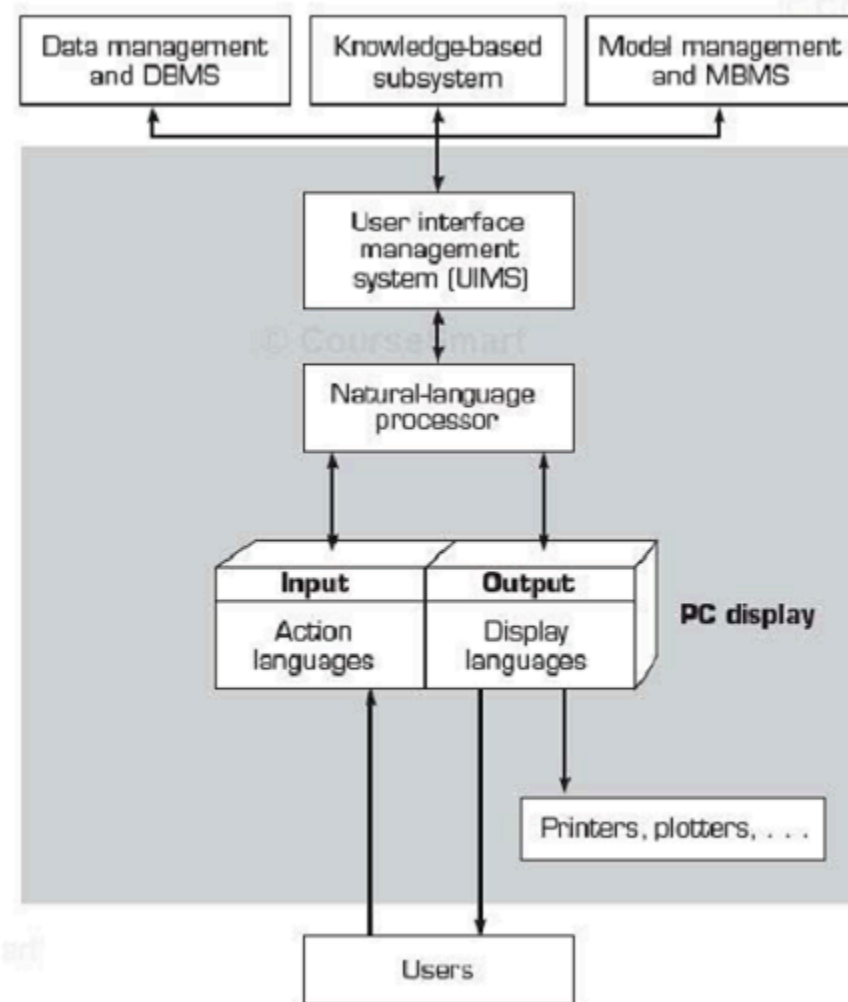 Data management
and DBMS
Knowledge-based
subsystem
Model management
and MBMS
User interface
management
system (UIMS)
© CourseSmart
Natural-language
processor
Input
Output
Action
languages
Display
languages
PC display
Printers, plotters, . . .
Users